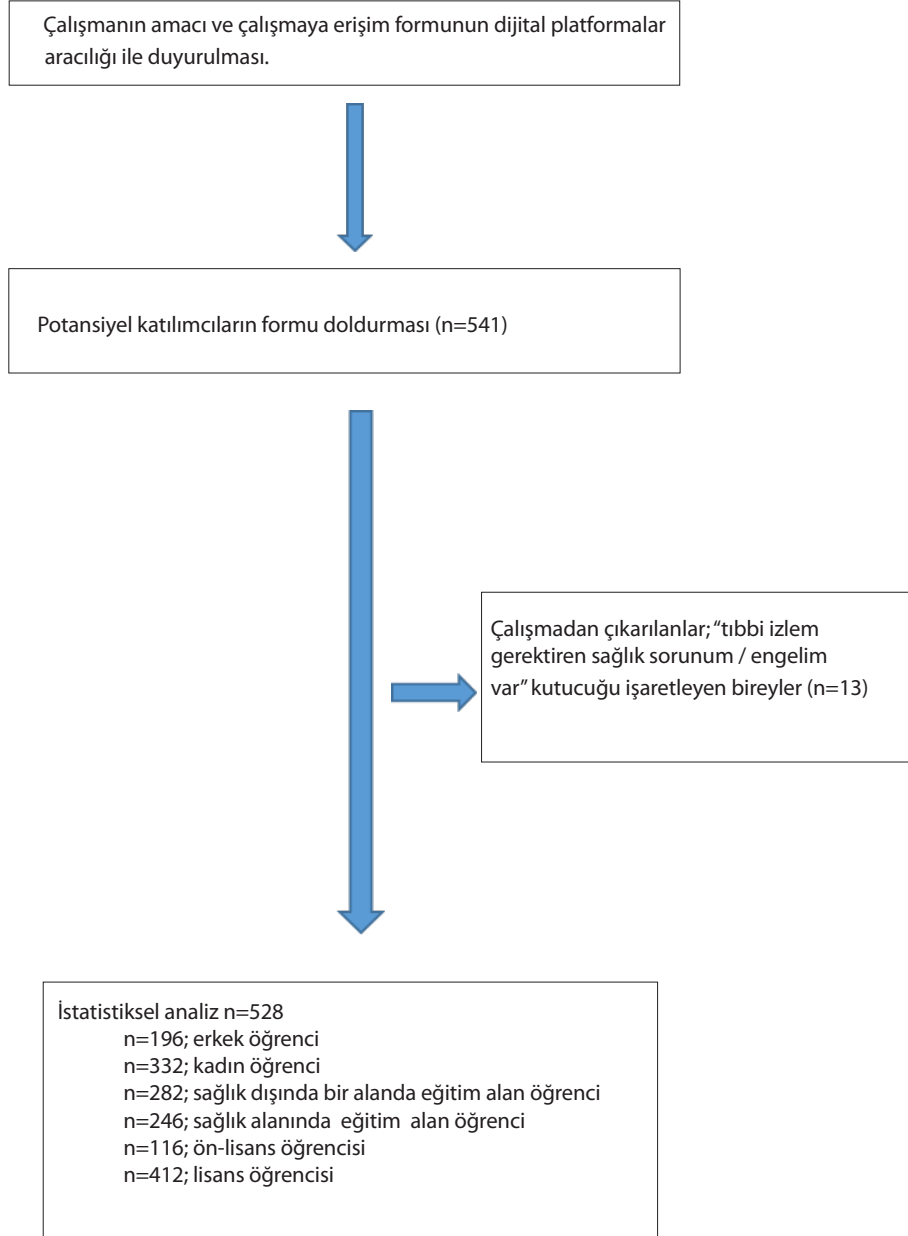 Çalışmanın amacı ve çalışmaya erişim formunun dijital platformalar
aracılığı ile duyurulması.
Potansiyel katılımcıların formu doldurması (n=541)
Çalışmadan çıkarılanlar; “tıbbi izlem
gerektiren sağlık sorunum / engelim
var” kutucuğu işaretleyen bireyler (n=13)
İstatistiksel analiz n=528
n=196; erkek öğrenci
n=332; kadın öğrenci
n=282; sağlık dışında bir alanda eğitim alan öğrenci
n=246; sağlık alanında eğitim alan öğrenci
n=116; ön-lisans öğrencisi
n=412; lisans öğrencisi